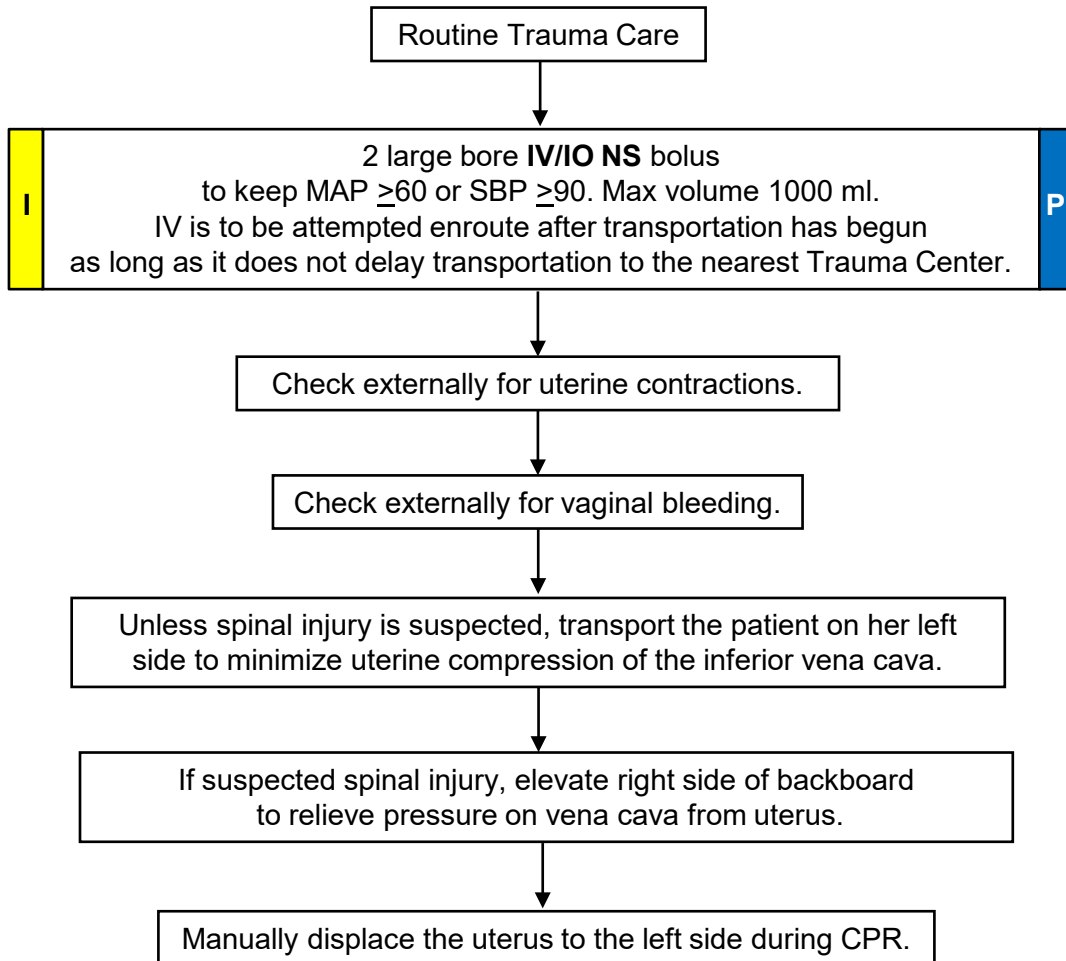 Routine Trauma Care
I
2 large bore IV/IO NS bolus
to keep MAP ≥60 or SBP ≥90. Max volume 1000 ml.
IV is to be attempted enroute after transportation has begun
as long as it does not delay transportation to the nearest Trauma Center.
P
Check externally for uterine contractions.
Check externally for vaginal bleeding.
Unless spinal injury is suspected, transport the patient on her left
side to minimize uterine compression of the inferior vena cava.
If suspected spinal injury, elevate right side of backboard
to relieve pressure on vena cava from uterus.
Manually displace the uterus to the left side during CPR.